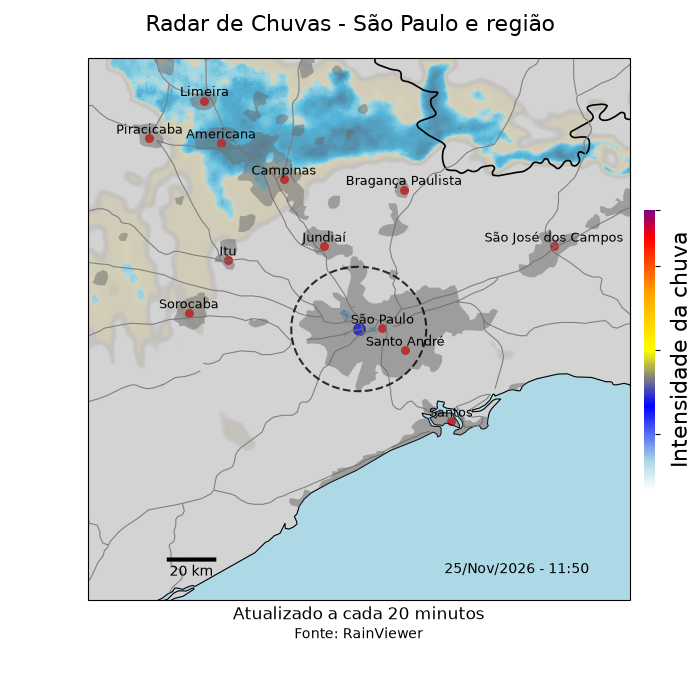 Radar de Chuvas - São Paulo e região
Limeira
Piracicaba
Americana
Campinas
Bragança Paulista
Itu
Jundiaí
São José dos Campos
Sorocaba
São Paulo
Santo André
Santos
Intensidade da chuva
20 km
25/Nov/2026 - 11:50
Atualizado a cada 20 minutos
Fonte: RainViewer